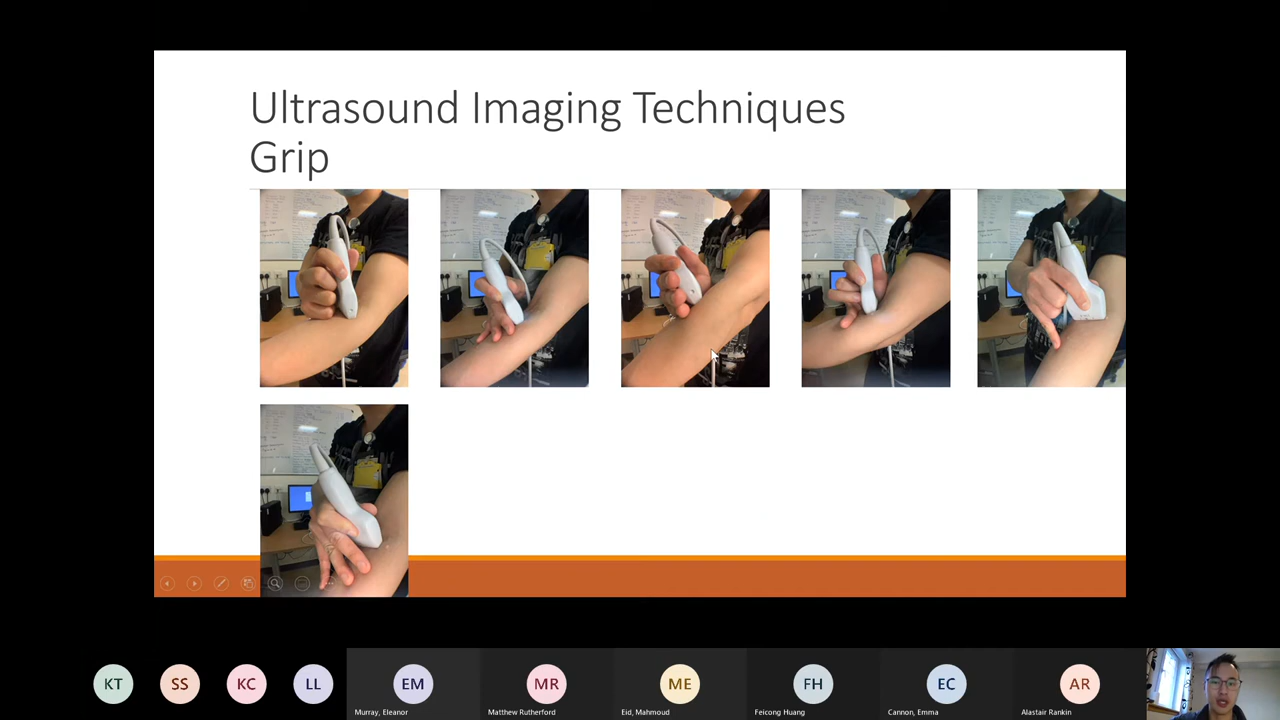 Ultrasound Imaging Techniques
Grip
KT
SS
KC
LL
EM
MR
ME
FH
EC
AR
Murray, Eleanor
Matthew Rutherford
Eid, Mahmoud
Feicong Huang
Cannon, Emma
Alastair Rankin